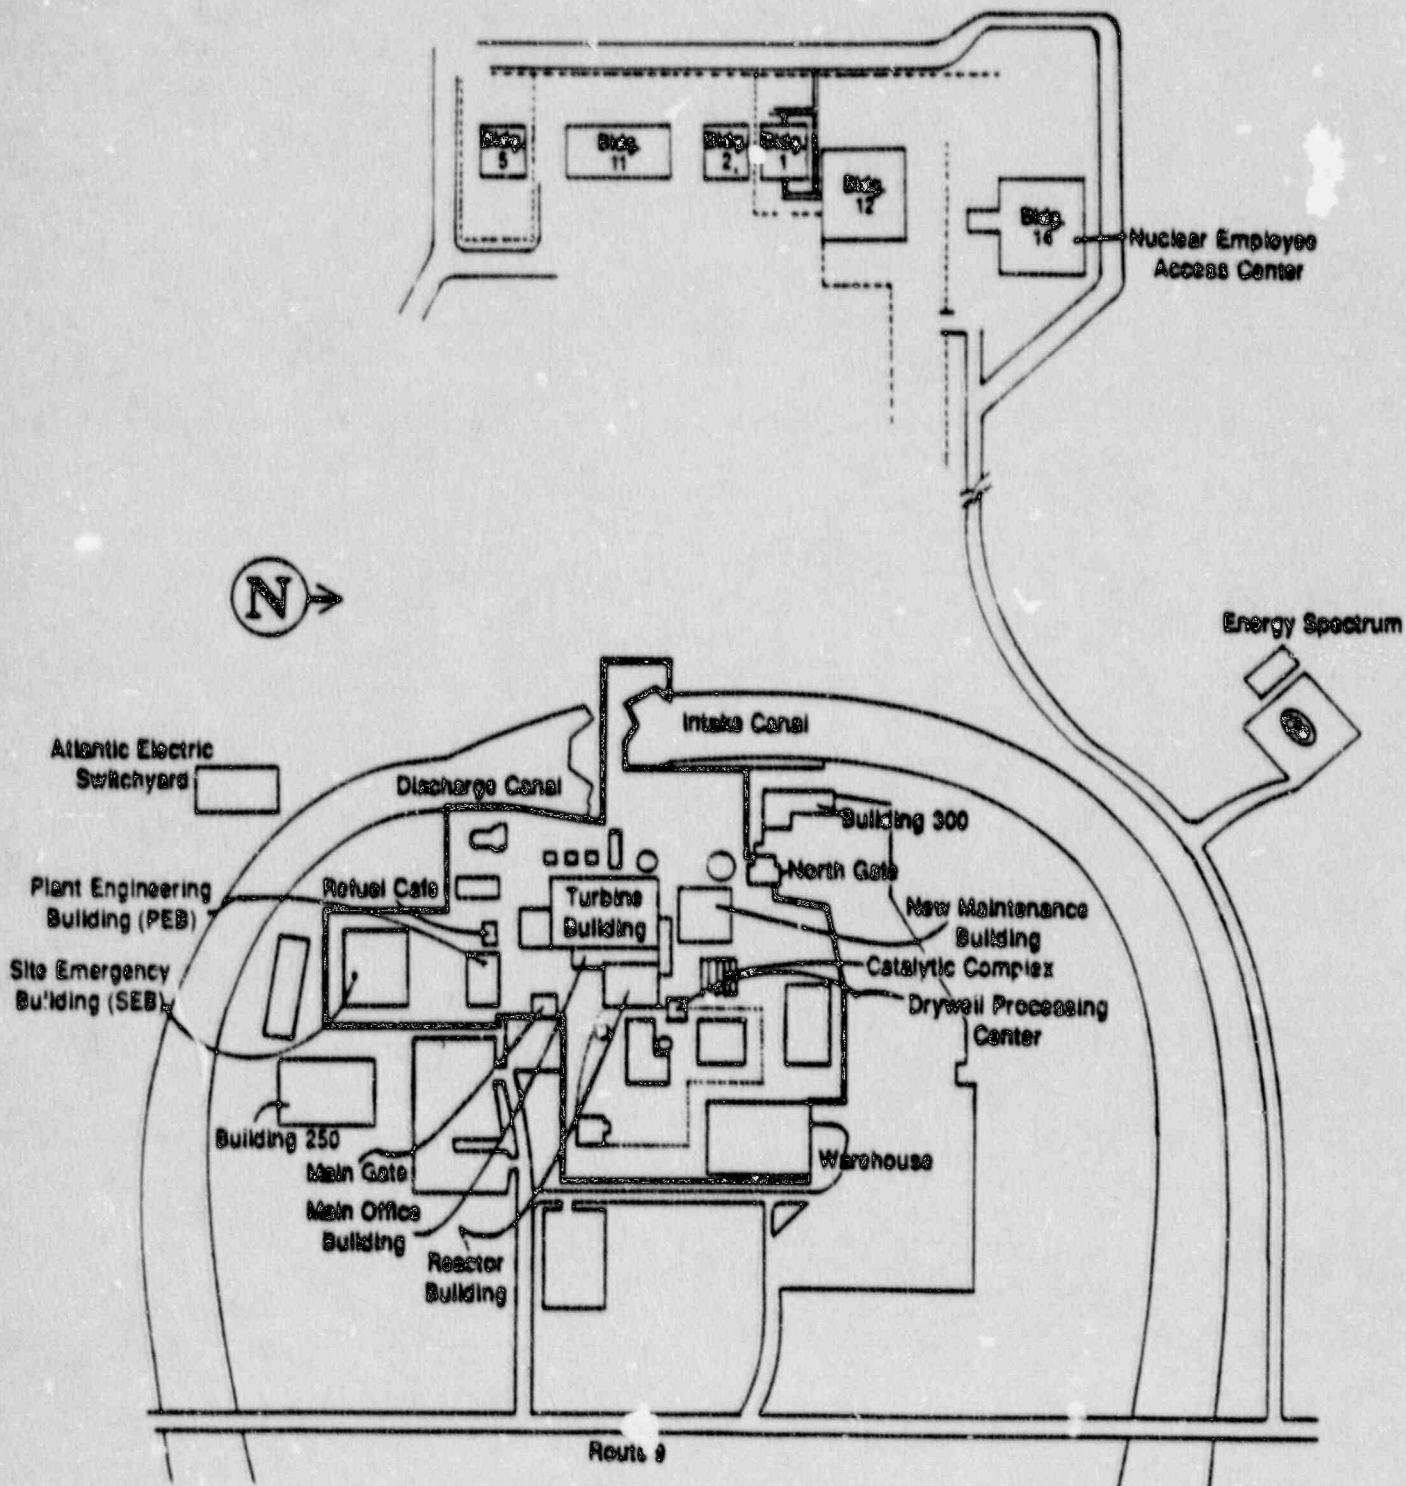 Bldg.
5
Bldg.
11
Bldg.
2
Bldg.
1
Bldg.
12
Bldg.
14
Nuclear Employee
Access Center
N
Energy Spectrum
Intake Canal
Atlantic Electric
Switchyard
Discharge Canal
Building 300
North Gate
Plant Engineering
Building (PEB)
Refuel Cafe
Turbine
Building
New Maintenance
Building
Site Emergency
Building (SEB)
Catalytic Complex
Drywell Processing
Center
Building 250
Main Gate
Warehouse
Main Office
Building
Reactor
Building
Route 9